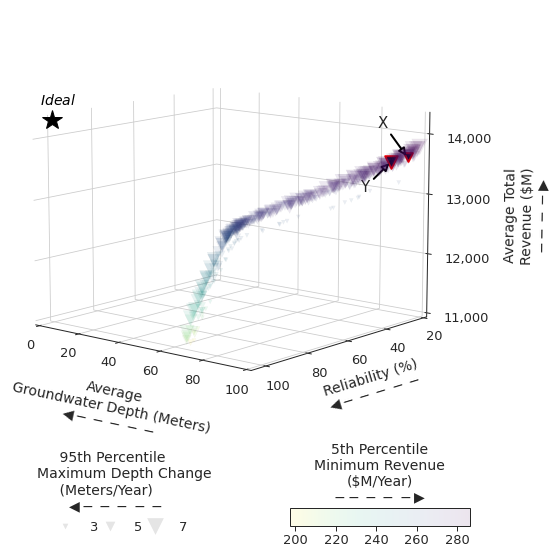 Ideal
X
Y
14,000
13,000
12,000
11,000
Average Total
Revenue ($M)
0
20
40
60
80
100
100
80
60
40
20
Average
Groundwater Depth (Meters)
Reliability (%)
95th Percentile
Maximum Depth Change
(Meters/Year)
3
5
7
5th Percentile
Minimum Revenue
($M/Year)
200
220
240
260
280